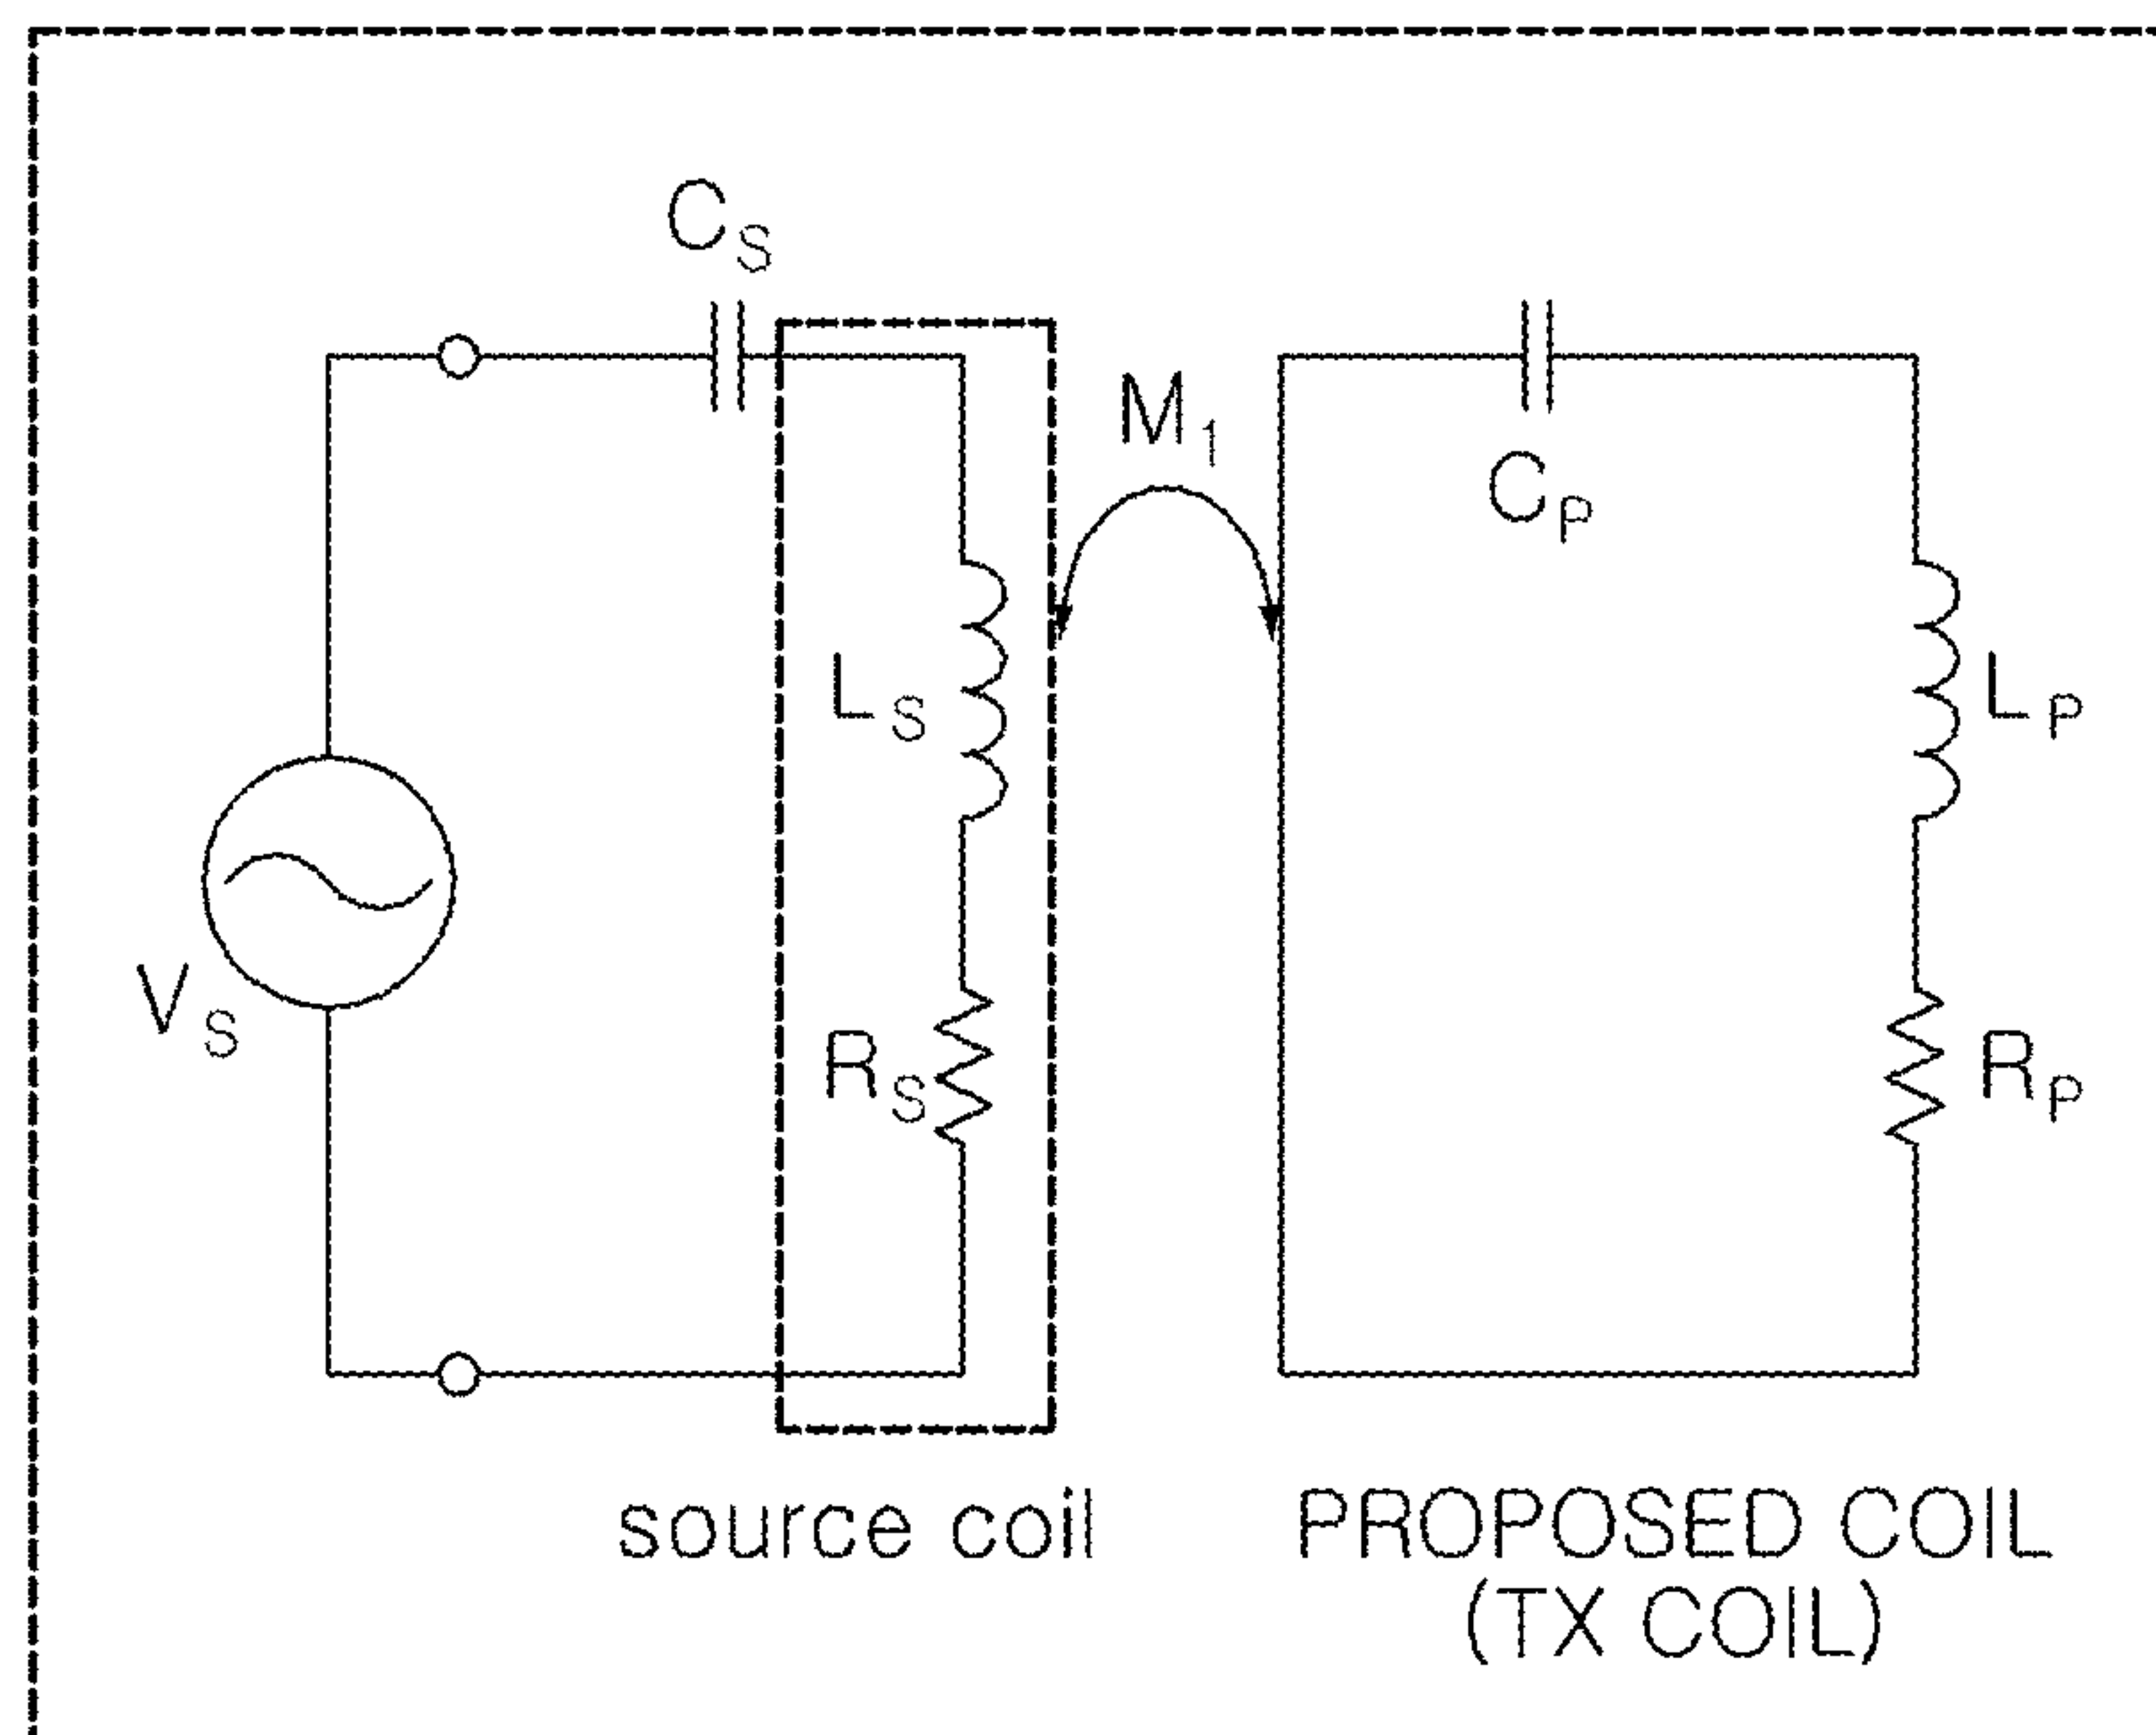 C_S
M_1
C_P
L_S
L_P
V_S
R_S
R_P
source coil
PROPOSED COIL
(TX COIL)